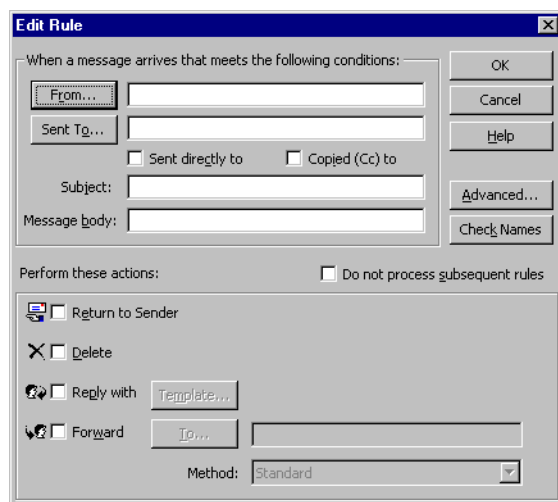 Edit Rule
When a message arrives that meets the following conditions:
From...
Sent To...
Sent directly to
Copied (Cc) to
Subject:
Message body:
OK
Cancel
Help
Advanced...
Check Names
Perform these actions:
Do not process subsequent rules
Return to Sender
Delete
Reply with
Template...
Forward
To...
Method:
Standard